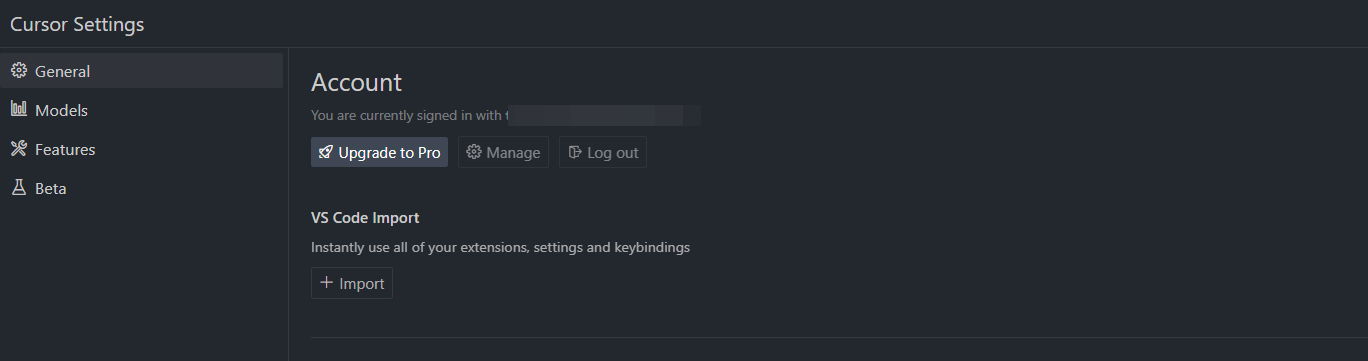 Cursor Settings
General
Models
Features
Beta
Account
You are currently signed in with
Upgrade to Pro
Manage
Log out
VS Code Import
Instantly use all of your extensions, settings and keybindings
Import